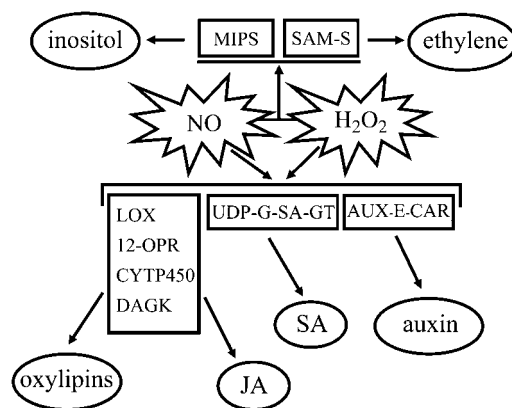 inositol
MIPS
SAM-S
ethylene
NO
H₂O₂
LOX
12-OPR
CYTP450
DAGK
UDP-G-SA-GT
AUX-E-CAR
SA
auxin
oxylipins
JA